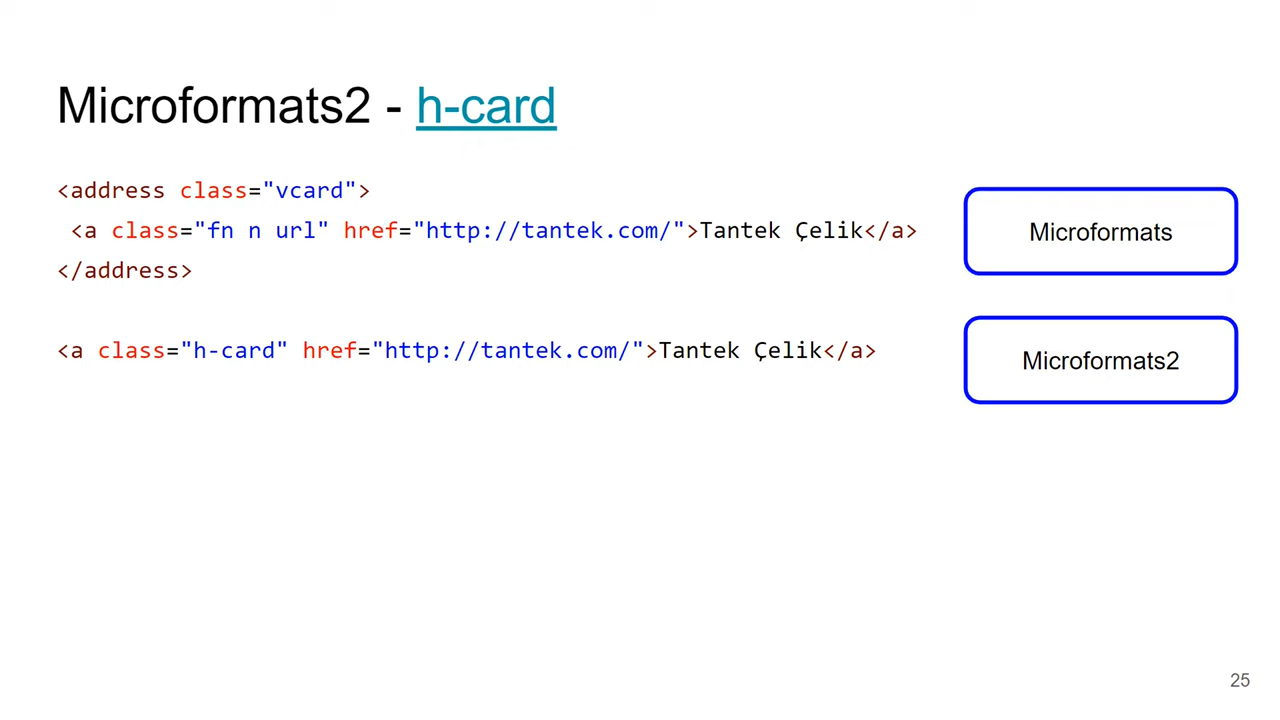 Microformats2 - h-card
<address class="vcard">
<a class="fn n url" href="http://tantek.com/">Tantek Çelik</a>
</address>
Microformats
<a class="h-card" href="http://tantek.com/">Tantek Çelik</a>
Microformats2
25